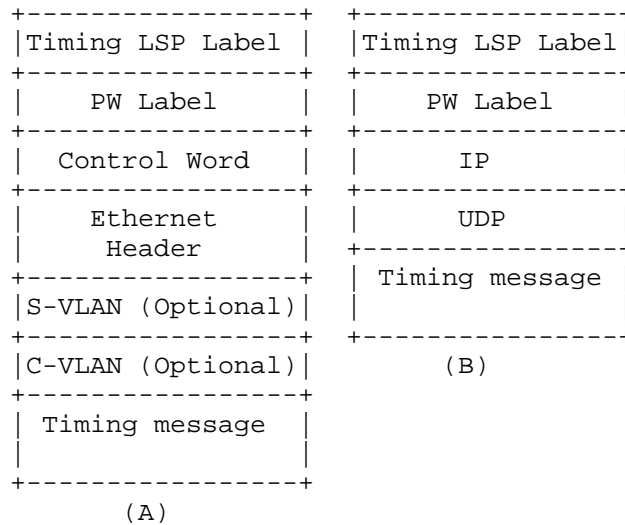 Timing LSP Label
PW Label
Control Word
Ethernet
Header
S-VLAN (Optional)
C-VLAN (Optional)
Timing message
(A)
Timing LSP Label
PW Label
IP
UDP
Timing message
(B)